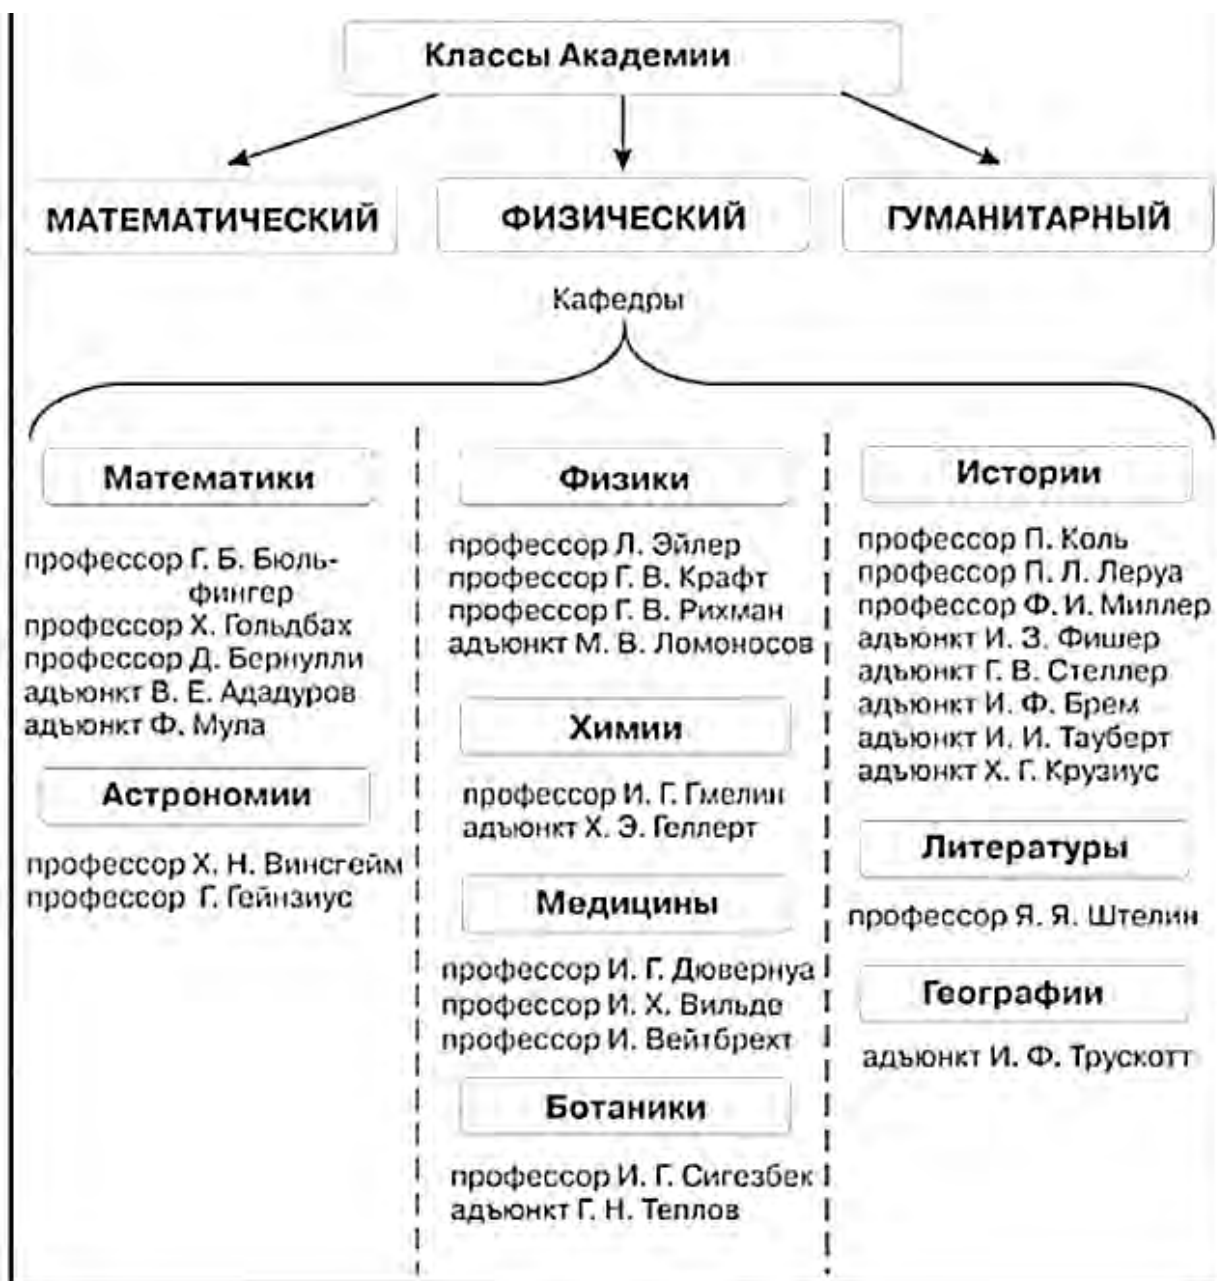 Классы Академии
МАТЕМАТИЧЕСКИЙ
ФИЗИЧЕСКИЙ
ГУМАНИТАРНЫЙ
Кафедры
Математики
профессор Г. Б. Бюль-
фингер
профессор Х. Гольдбах
профессор Д. Бернулли
адъюнкт В. Е. Ададуров
адъюнкт Ф. Мула
Астрономии
профессор Х. Н. Винсгейм
профессор Г. Гейнзиус
Физики
профессор Л. Эйлер
профессор Г. В. Крафт
профессор Г. В. Рихман
адъюнкт М. В. Ломоносов
Химии
профессор И. Г. Гмелин
адъюнкт Х. Э. Геллерт
Медицины
профессор И. Г. Дювернуа
профессор И. Х. Вильде
профессор И. Вейтбрехт
Ботаники
профессор И. Г. Сигезбек
адъюнкт Г. Н. Теплов
Истории
профессор П. Коль
профессор П. Л. Леруа
профессор Ф. И. Миллер
адъюнкт И. З. Фишер
адъюнкт Г. В. Стеллер
адъюнкт И. Ф. Брем
адъюнкт И. И. Тауберт
адъюнкт Х. Г. Крузиус
Литературы
профессор Я. Я. Штелин
Географии
адъюнкт И. Ф. Трускотт